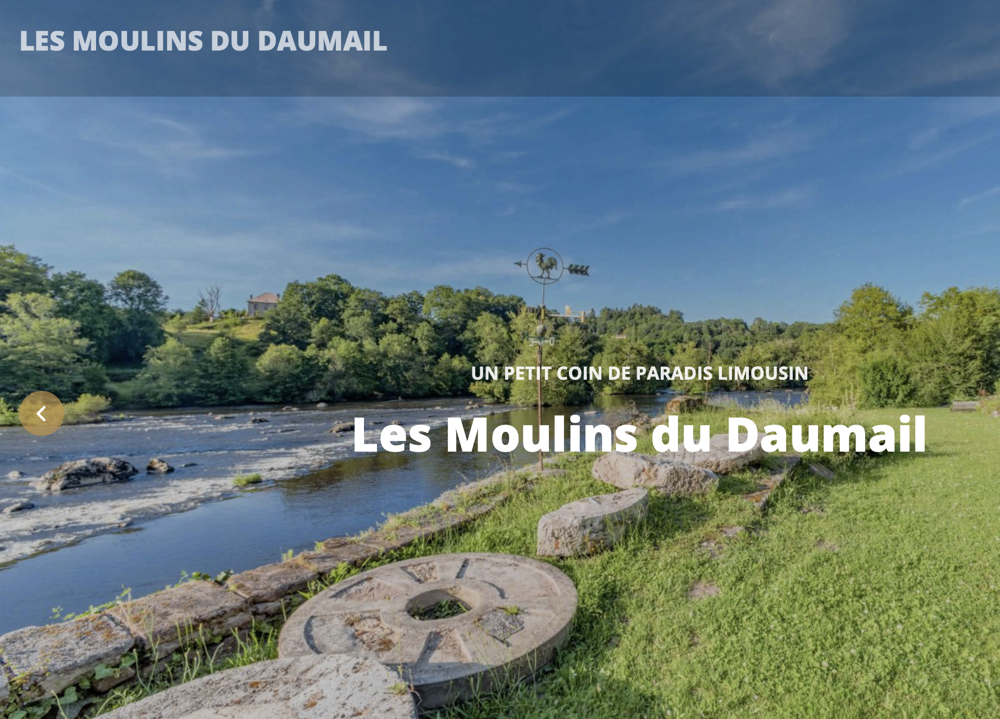 LES MOULINS DU DAUMAIL
UN PETIT COIN DE PARADIS LIMOUSIN
Les Moulins du Daumail